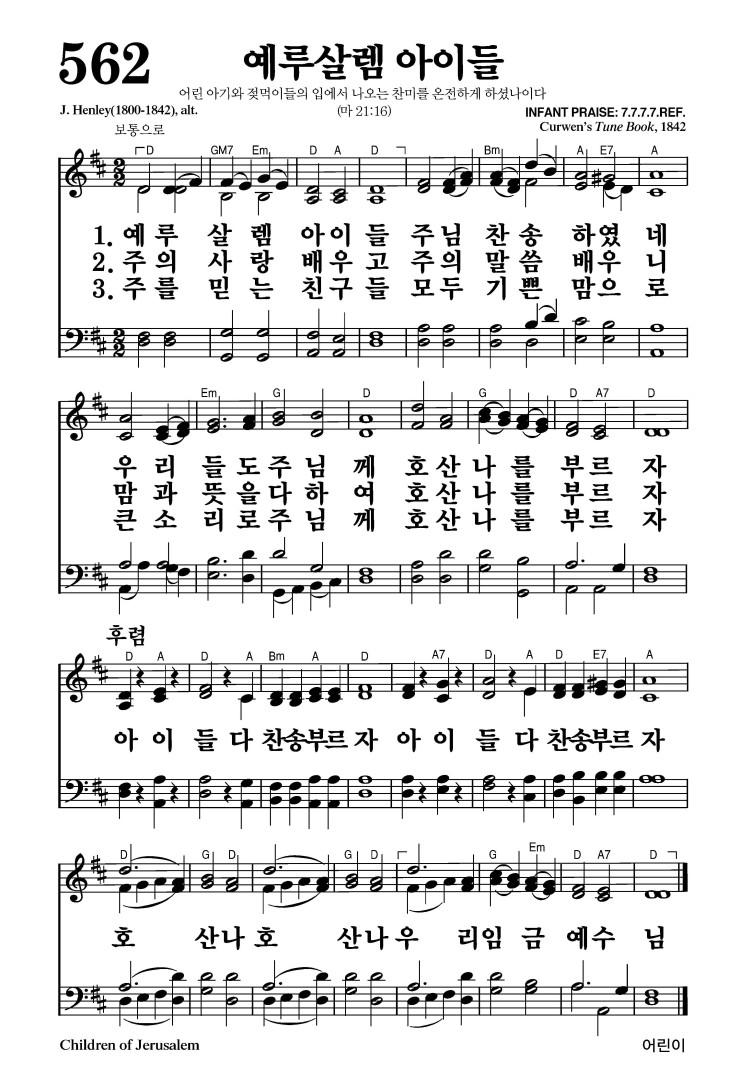 562
예루살렘 아이들
어린 아기와 젖먹이들의 입에서 나오는 찬미를 온전하게 하셨나이다
J. Henley(1800-1842), alt.
(마 21:16)
INFANT PRAISE: 7.7.7.7.REF.
보통으로
Curwen's Tune Book, 1842
D GM7 Em D A D Bm A E7 A
1. 예 루 살 렘 아 이 들 주 님 찬 송 하 였 네
2. 주 의 사 랑 배 우 고 주 의 말 씀 배 우 니
3. 주 를 믿 는 친 구 들 모 두 기 쁜 맘 으 로
Em G D G D A7 D
우 리 들 도 주 님 께 호 산 나 를 부 르 자
맘 과 뜻 을 다 하 여 호 산 나 를 부 르 자
큰 소 리 로 주 님 께 호 산 나 를 부 르 자
후렴
D A D A Bm A D A7 D A D E7 A
아 이 들 다 찬송부르 자 아 이 들 다 찬송부르 자
D G D G D G Em D A7 D
호 산나 호 산나 우 리임 금 예수 님
Children of Jerusalem
어린이